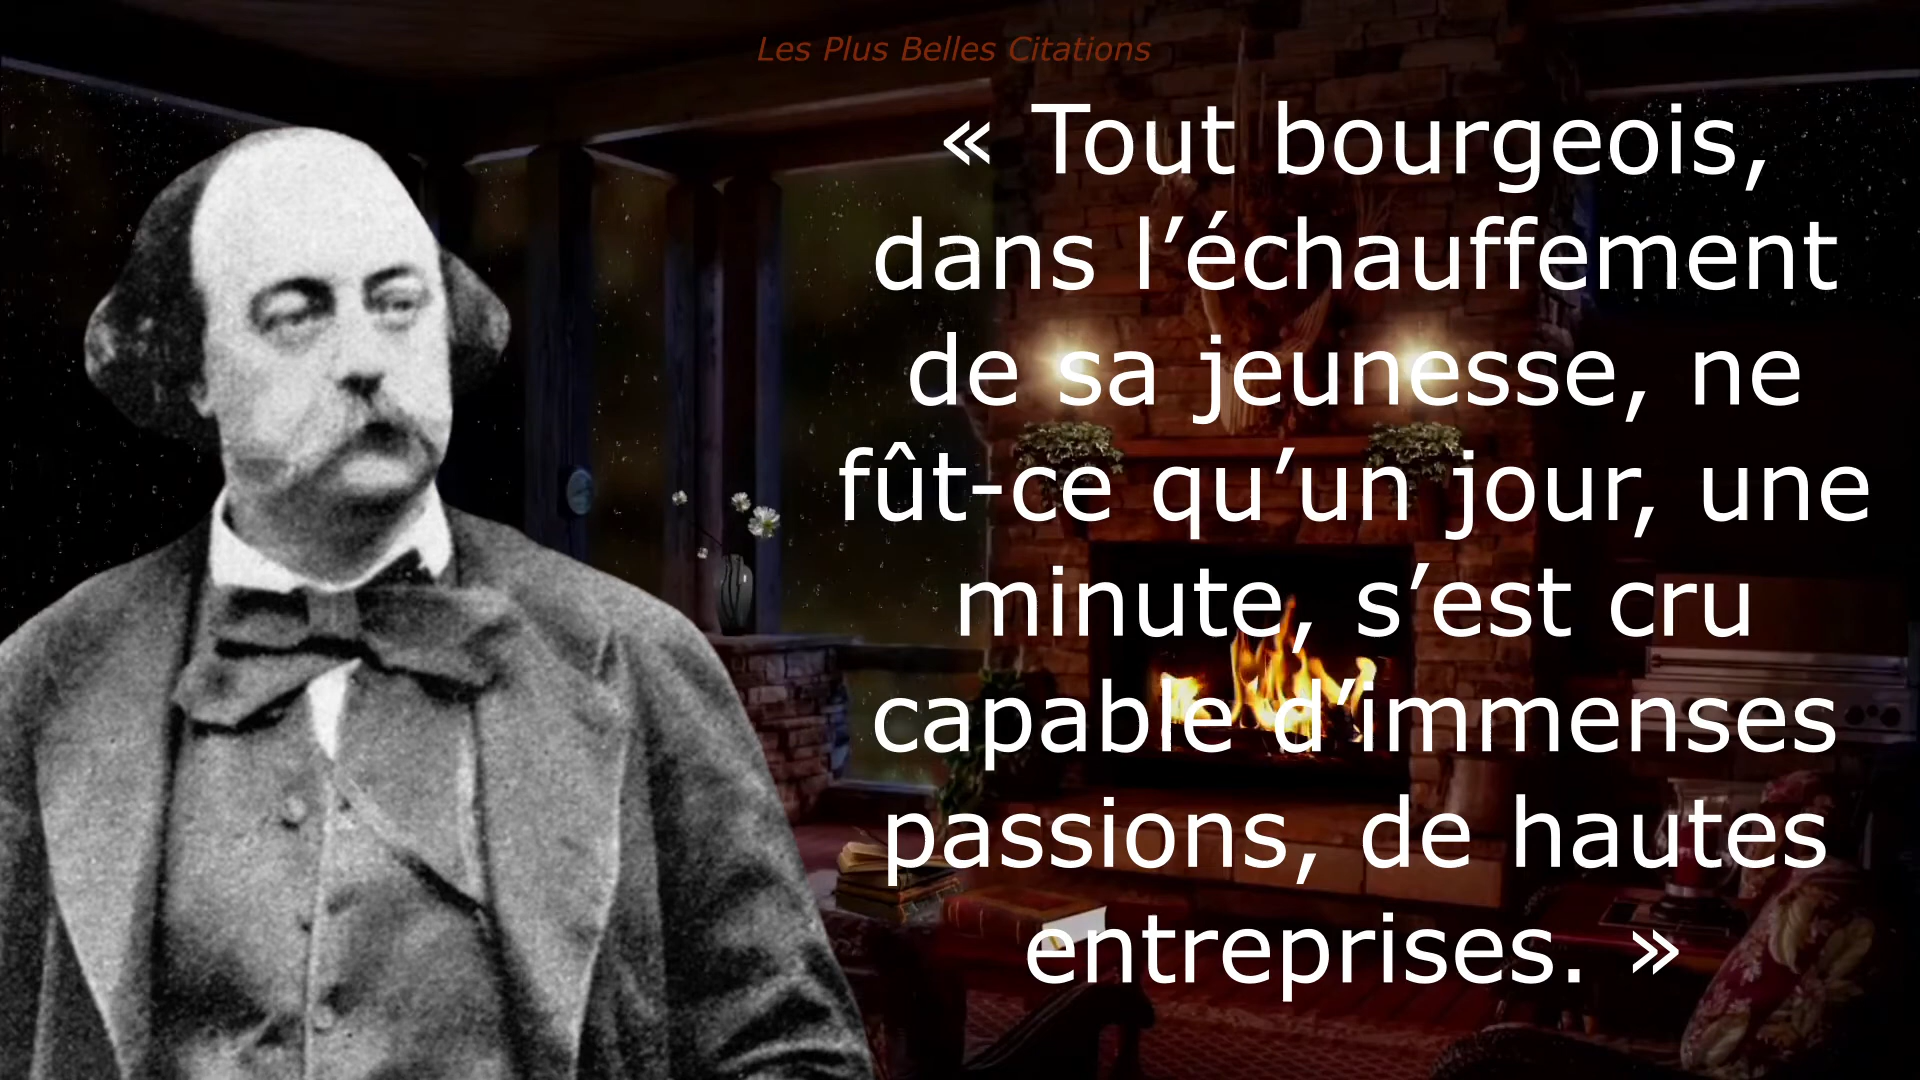 Les Plus Belles Citations
« Tout bourgeois,
dans l’échauffement
de sa jeunesse, ne
fût-ce qu’un jour, une
minute, s’est cru
capable d’immenses
passions, de hautes
entreprises. »